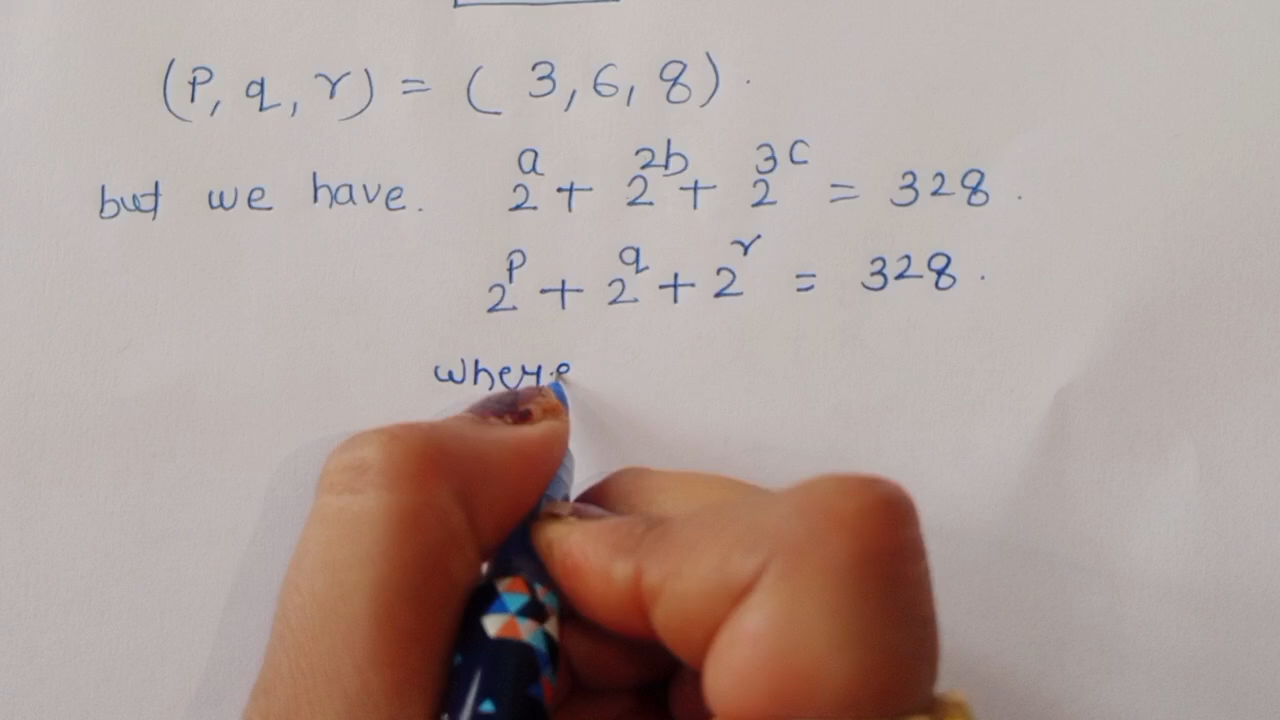 (P, q, r) = ( 3, 6, 8) .
but we have. 2^a + 2^2b + 2^3c = 328 .
2^p + 2^q + 2^r = 328 .
where